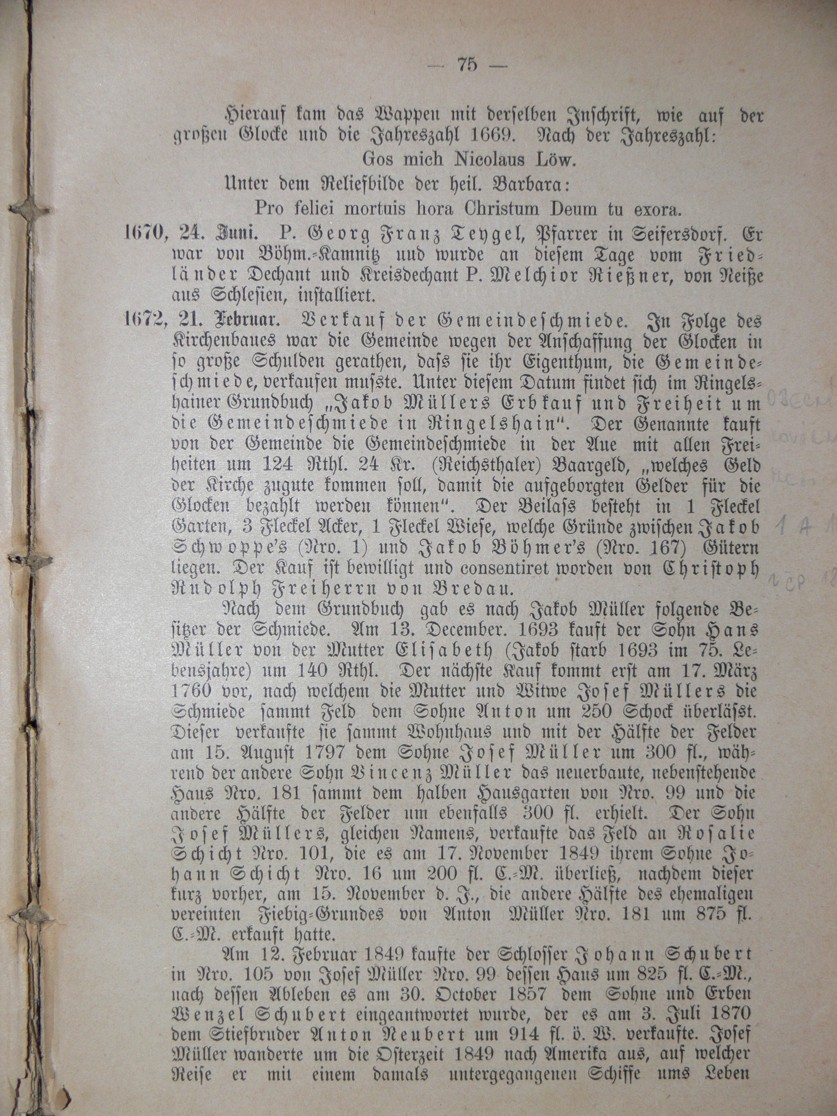 — 75 —
Hierauf kam das Wappen mit derselben Inschrift, wie auf der
großen Glocke und die Jahreszahl 1669. Nach der Jahreszahl:
Gos mich Nicolaus Löw.
Unter dem Reliefbilde der heil. Barbara:
Pro felici mortuis hora Christum Deum tu exora.
1670, 24. Juni. P. Georg Franz Teygel, Pfarrer in Seifersdorf. Er
war von Böhm.-Kamnitz und wurde an diesem Tage vom Fried-
länder Dechant und Kreisdechant P. Melchior Rießner, von Neiße
aus Schlesien, installiert.
1672, 21. Februar. Verkauf der Gemeindeschmiede. In Folge des
Kirchenbaues war die Gemeinde wegen der Anschaffung der Glocken in
so große Schulden gerathen, dass sie ihr Eigenthum, die Gemeinde-
schmiede, verkaufen musste. Unter diesem Datum findet sich im Ringels-
hainer Grundbuch „Jakob Müllers Erbkauf und Freiheit um
die Gemeindeschmiede in Ringelshain“. Der Genannte kauft
von der Gemeinde die Gemeindeschmiede in der Aue mit allen Frei-
heiten um 124 Rthl. 24 Kr. (Reichsthaler) Baargeld, „welches Geld
der Kirche zugute kommen soll, damit die aufgeborgten Gelder für die
Glocken bezahlt werden können“. Der Beilass besteht in 1 Fleckel
Garten, 3 Fleckel Acker, 1 Fleckel Wiese, welche Gründe zwischen Jakob
Schwoppe's (Nro. 1) und Jakob Böhmer's (Nro. 167) Gütern
liegen. Der Kauf ist bewilligt und consentiret worden von Christoph
Rudolph Freiherrn von Bredau.
Nach dem Grundbuch gab es nach Jakob Müller folgende Be-
sitzer der Schmiede. Am 13. December. 1693 kauft der Sohn Hans
Müller von der Mutter Elisabeth (Jakob starb 1693 im 75. Le-
bensjahre) um 140 Rthl. Der nächste Kauf kommt erst am 17. März
1760 vor, nach welchem die Mutter und Witwe Josef Müllers die
Schmiede sammt Feld dem Sohne Anton um 250 Schock überlässt.
Dieser verkaufte sie sammt Wohnhaus und mit der Hälfte der Felder
am 15. August 1797 dem Sohne Josef Müller um 300 fl., wäh-
rend der andere Sohn Vincenz Müller das neuerbaute, nebenstehende
Haus Nro. 181 sammt dem halben Hausgarten von Nro. 99 und die
andere Hälfte der Felder um ebenfalls 300 fl. erhielt. Der Sohn
Josef Müllers, gleichen Namens, verkaufte das Feld an Rosalie
Schicht Nro. 101, die es am 17. November 1849 ihrem Sohne Jo-
hann Schicht Nro. 16 um 200 fl. C.-M. überließ, nachdem dieser
kurz vorher, am 15. November d. J., die andere Hälfte des ehemaligen
vereinten Fiebig-Grundes von Anton Müller Nro. 181 um 875 fl.
C.-M. erkauft hatte.
Am 12. Februar 1849 kaufte der Schlosser Johann Schubert
in Nro. 105 von Josef Müller Nro. 99 dessen Haus um 825 fl. C.-M.,
nach dessen Ableben es am 30. October 1857 dem Sohne und Erben
Wenzel Schubert eingeantwortet wurde, der es am 3. Juli 1870
dem Stiefbruder Anton Neubert um 914 fl. ö. W. verkaufte. Josef
Müller wanderte um die Osterzeit 1849 nach Amerika aus, auf welcher
Reise er mit einem damals untergegangenen Schiffe ums Leben